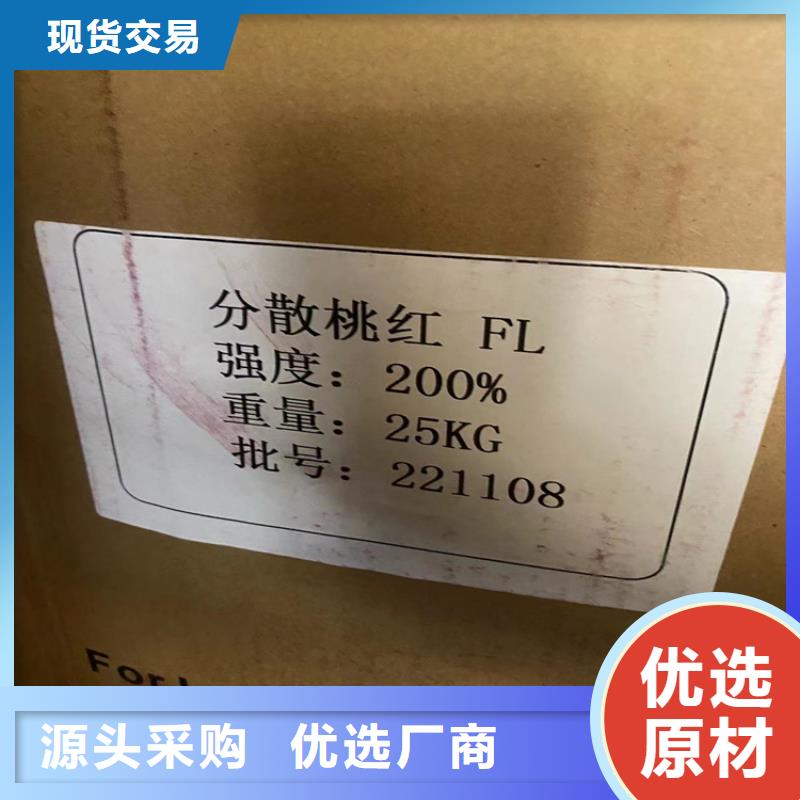 现货交易
分散桃红 FL
强度：200%
重量：25KG
批号：221108
For
优选
原材
源头采购 优选厂商